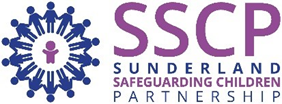 SSCP
SUNDERLAND
SAFEGUARDING CHILDREN
PARTNERSHIP